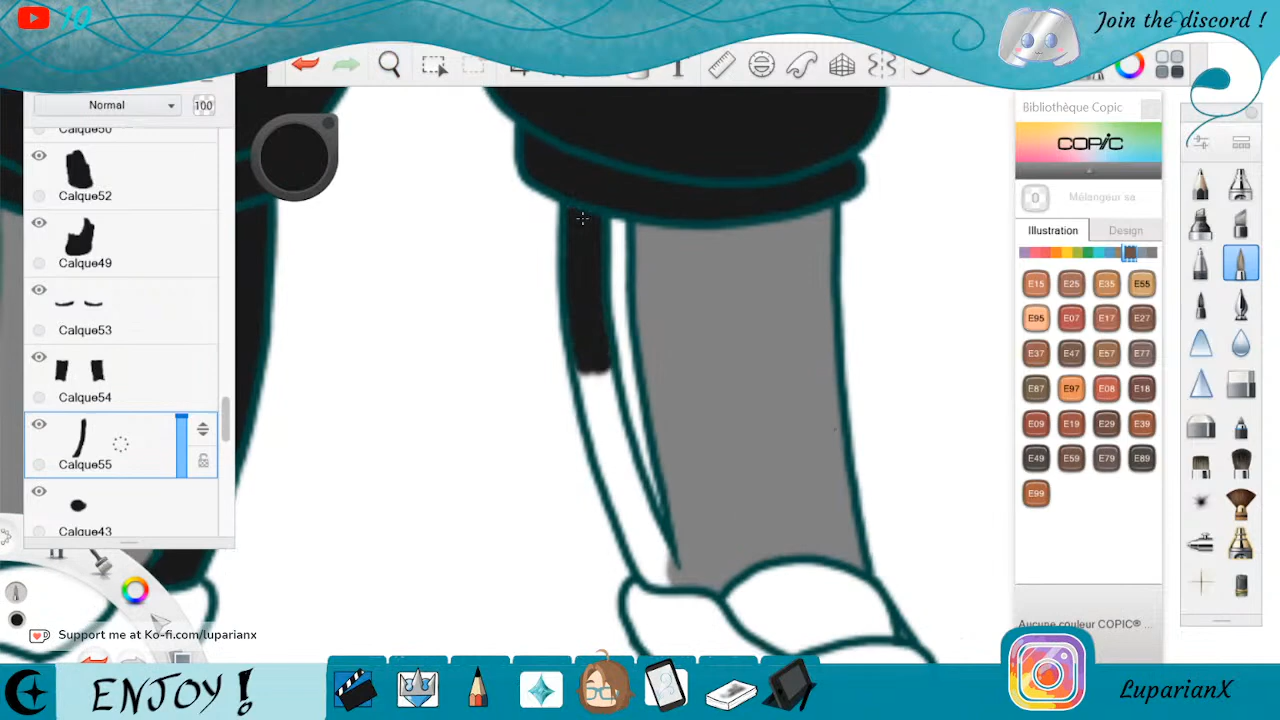 10
Join the discord !
Normal
100
Calque50
Calque52
Calque49
Calque53
Calque54
Calque55
Calque43
Bibliothèque Copic
COPIC
0
Mélangeur sa
Illustration
Design
E15 E25 E35 E55
E95 E07 E17 E27
E37 E47 E57 E77
E87 E97 E08 E18
E09 E19 E29 E39
E49 E59 E79 E89
E99
Aucune couleur COPIC® ...
Support me at Ko-fi.com/luparianx
ENJOY !
LuparianX